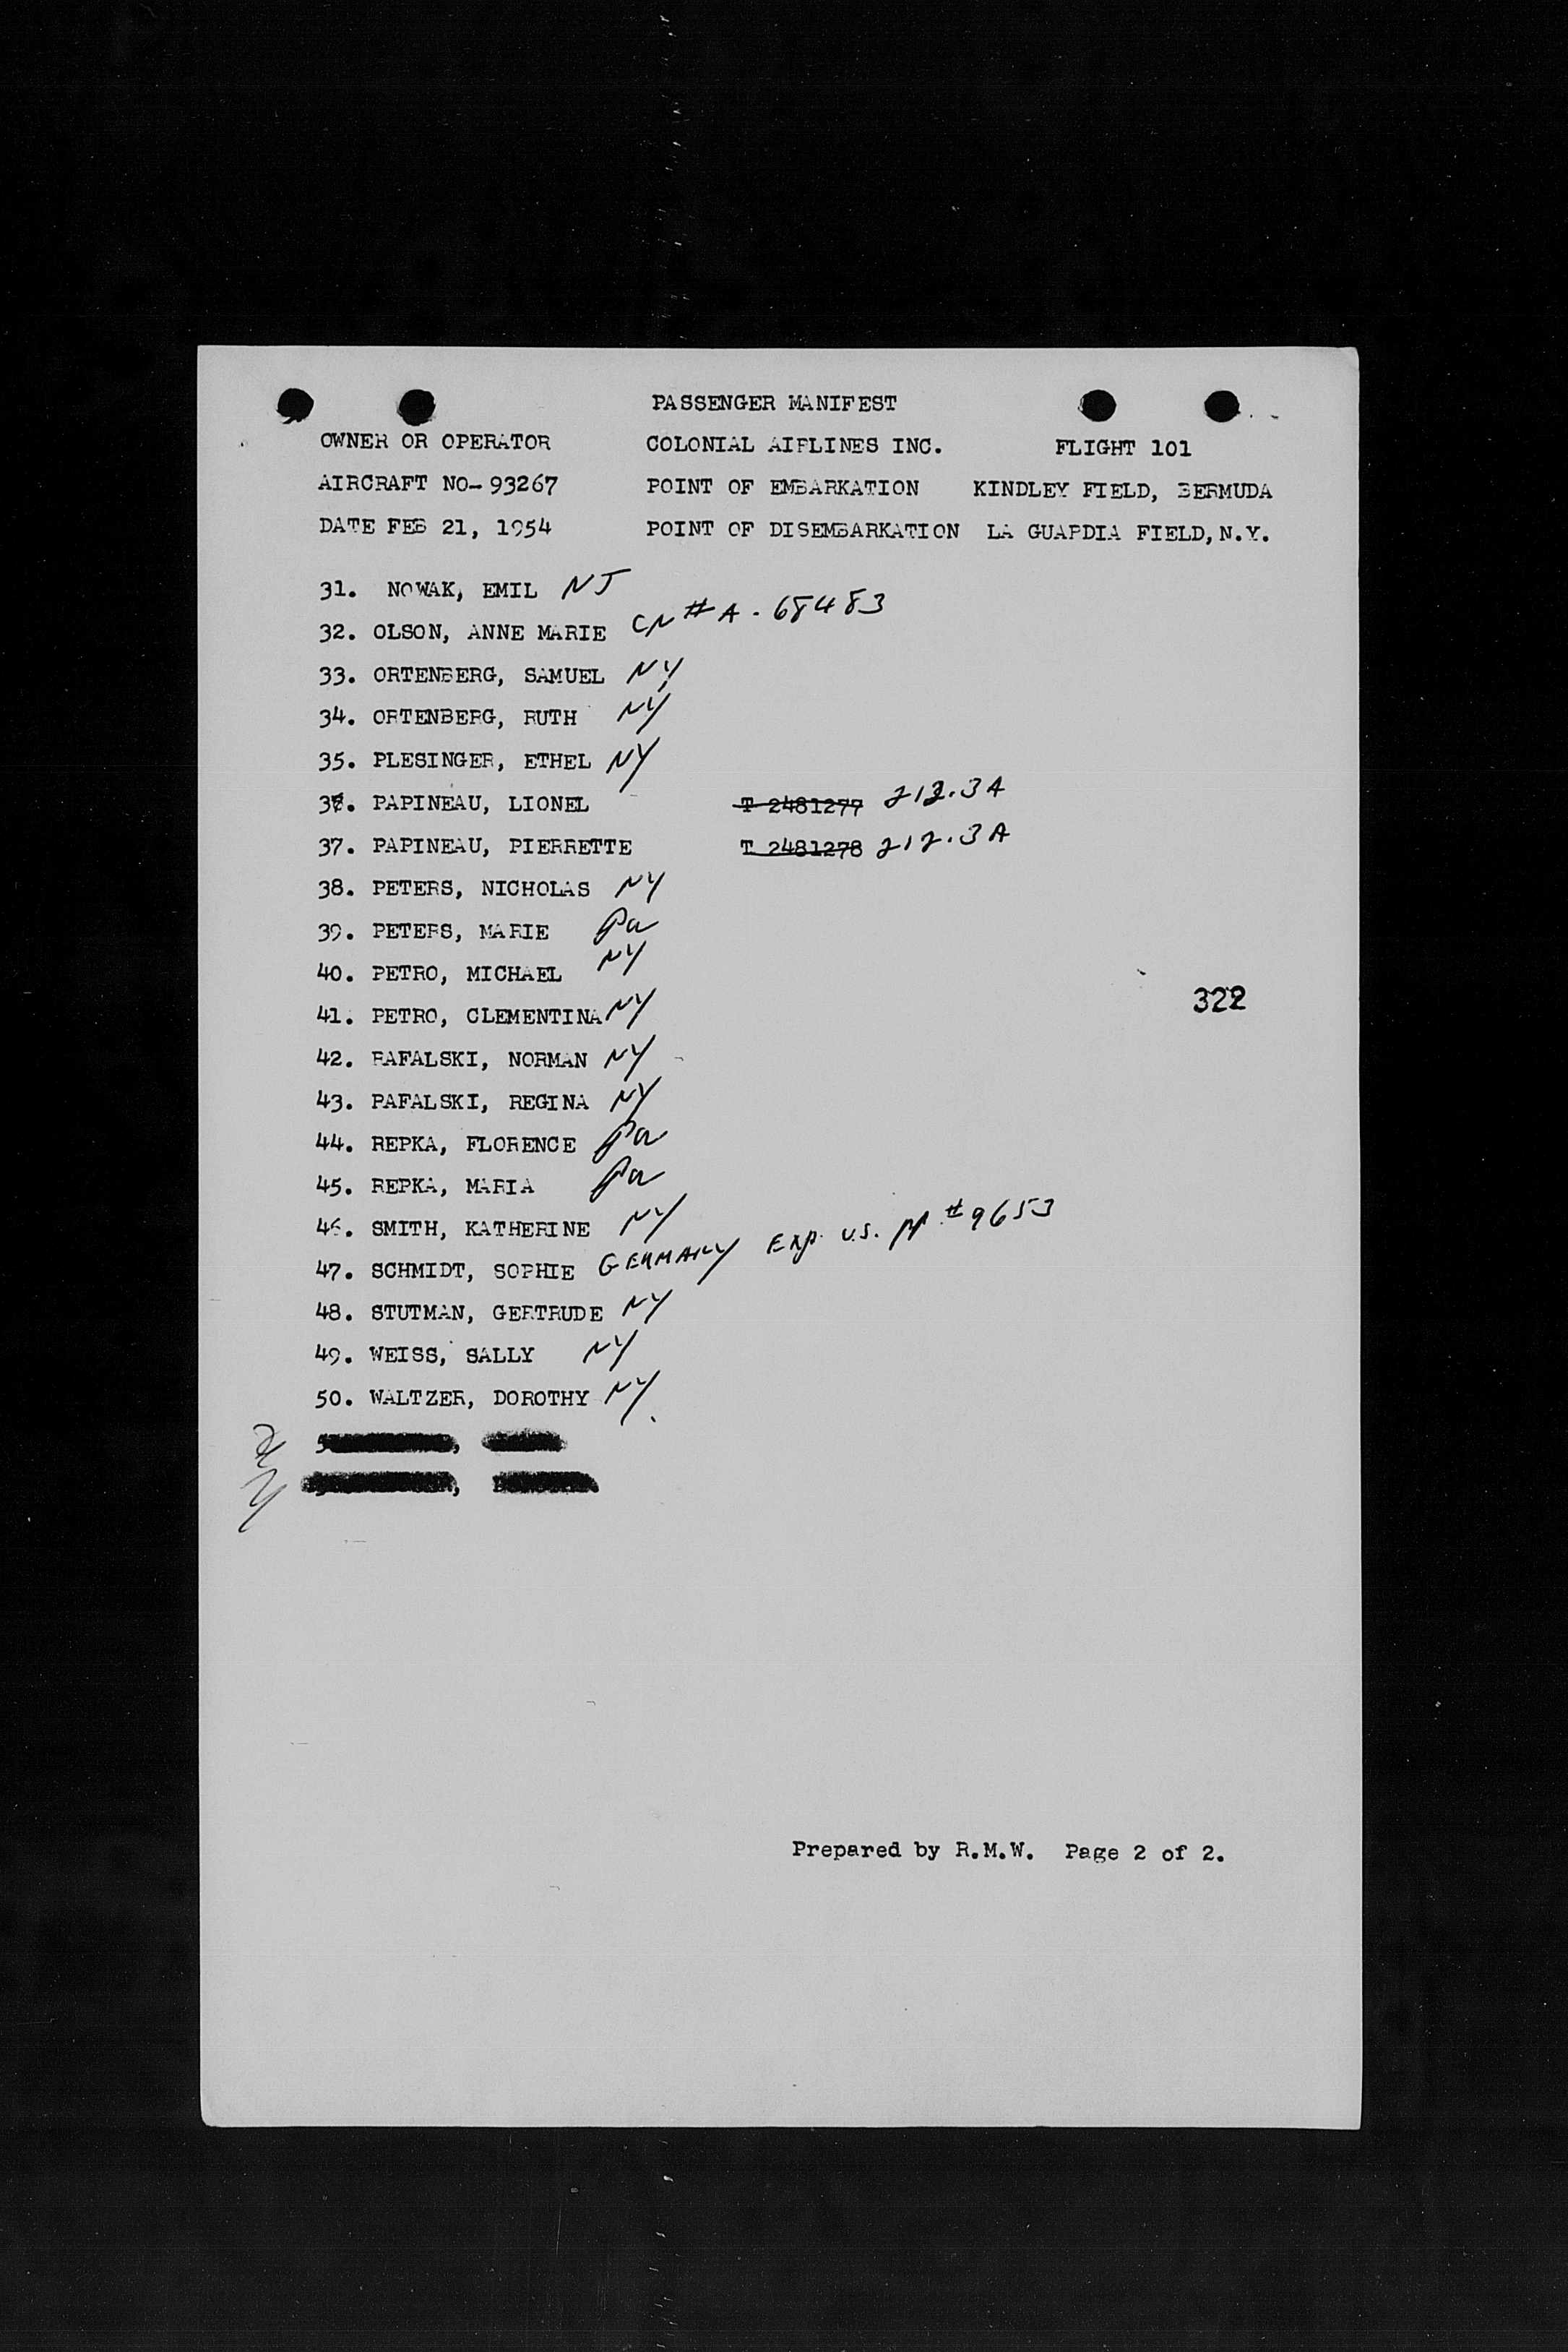 PASSENGER MANIFEST
OWNER OR OPERATOR COLONIAL AIRLINES INC. FLIGHT 101
AIRCRAFT NO-93267 POINT OF EMBARKATION KINDLEY FIELD, BERMUDA
DATE FEB 21, 1954 POINT OF DISEMBARKATION LA GUARDIA FIELD, N.Y.
31. NOWAK, EMIL NJ
32. OLSON, ANNE MARIE CN # A - 68483
33. ORTENBERG, SAMUEL NY
34. ORTENBERG, RUTH NY
35. PLESINGER, ETHEL NY
36. PAPINEAU, LIONEL T 2481277 212.3A
37. PAPINEAU, PIERRETTE T 2481278 212.3A
38. PETERS, NICHOLAS NY
39. PETERS, MARIE Pa
40. PETRO, MICHAEL NY
41. PETRO, CLEMENTINA NY
322
42. RAFALSKI, NORMAN NY
43. RAFALSKI, REGINA NY
44. REPKA, FLORENCE Pa
45. REPKA, MARIA Pa
46. SMITH, KATHERINE NY
47. SCHMIDT, SOPHIE GERMANY Exp. U.S. pp #9653
48. STUTMAN, GERTRUDE NY
49. WEISS, SALLY NY
50. WALTZER, DOROTHY NY
Prepared by R.M.W. Page 2 of 2.